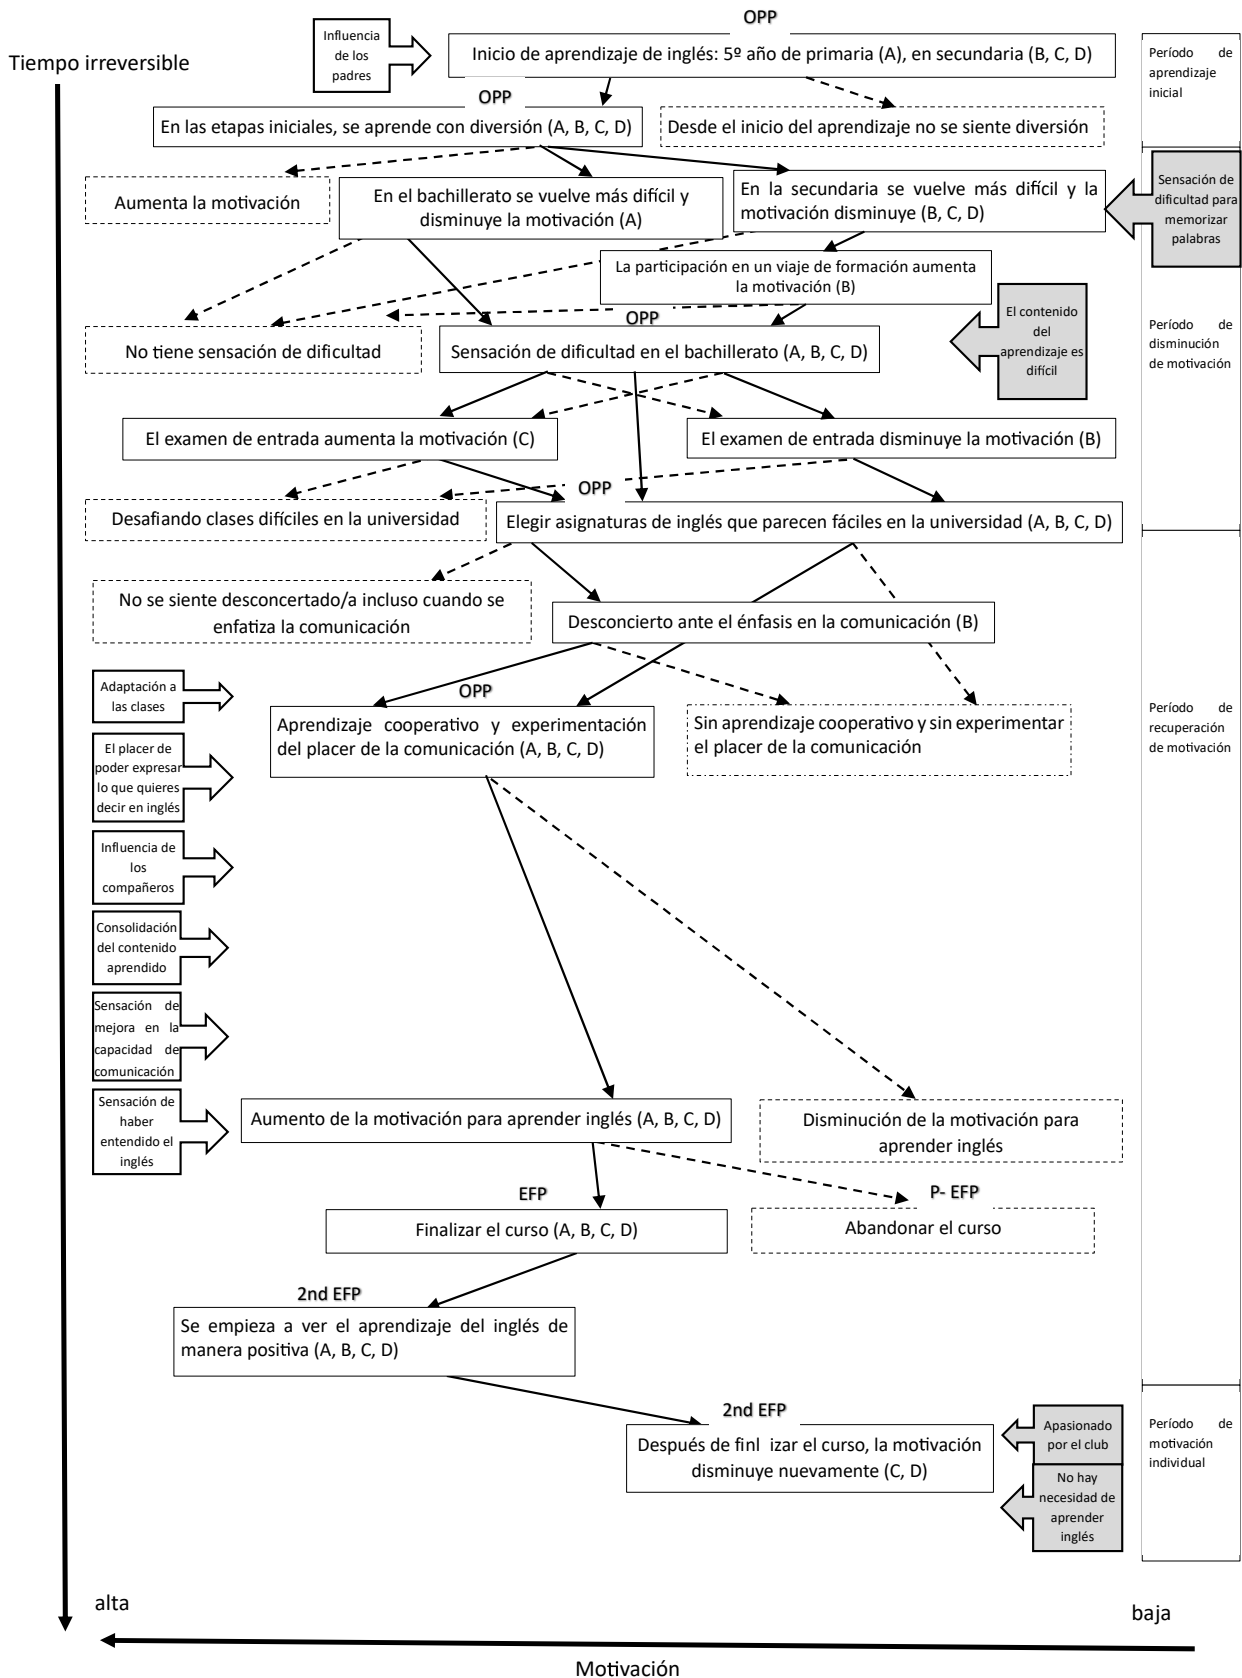 OPP
Influencia
de los
padres
Inicio de aprendizaje de inglés: 5º año de primaria (A), en secundaria (B, C, D)
Período de
aprendizaje
inicial
Tiempo irreversible
OPP
En las etapas iniciales, se aprende con diversión (A, B, C, D)
Desde el inicio del aprendizaje no se siente diversión
Aumenta la motivación
En el bachillerato se vuelve más difícil y
disminuye la motivación (A)
En la secundaria se vuelve más difícil y la
motivación disminuye (B, C, D)
Sensación de
dificultad para
memorizar
palabras
La participación en un viaje de formación aumenta
la motivación (B)
OPP
No tiene sensación de dificultad
Sensación de dificultad en el bachillerato (A, B, C, D)
El contenido
del
aprendizaje es
difícil
Período de
disminución
de motivación
El examen de entrada aumenta la motivación (C)
El examen de entrada disminuye la motivación (B)
OPP
Desafiando clases difíciles en la universidad
Elegir asignaturas de inglés que parecen fáciles en la universidad (A, B, C, D)
No se siente desconcertado/a incluso cuando se
enfatiza la comunicación
Desconcierto ante el énfasis en la comunicación (B)
Adaptación a
las clases
OPP
Aprendizaje cooperativo y experimentación
del placer de la comunicación (A, B, C, D)
Sin aprendizaje cooperativo y sin experimentar
el placer de la comunicación
Período de
recuperación
de motivación
El placer de
poder expresar
lo que quieres
decir en inglés
Influencia de
los
compañeros
Consolidación
del contenido
aprendido
Sensación de
mejora en la
capacidad de
comunicación
Sensación de
haber
entendido el
inglés
Aumento de la motivación para aprender inglés (A, B, C, D)
Disminución de la motivación para
aprender inglés
EFP
P- EFP
Finalizar el curso (A, B, C, D)
Abandonar el curso
2nd EFP
Se empieza a ver el aprendizaje del inglés de
manera positiva (A, B, C, D)
2nd EFP
Después de finl izar el curso, la motivación
disminuye nuevamente (C, D)
Apasionado
por el club
No hay
necesidad de
aprender
inglés
Período de
motivación
individual
alta
baja
Motivación